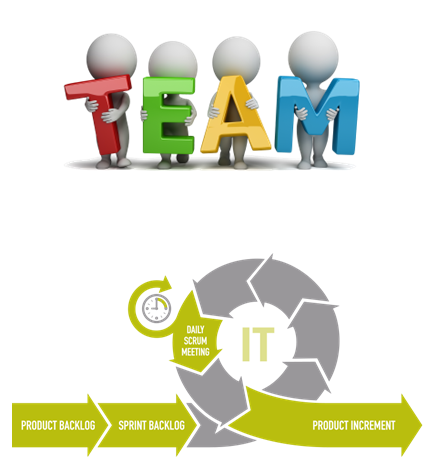 TEAM
DAILY
SCRUM
MEETING
IT
PRODUCT BACKLOG
SPRINT BACKLOG
PRODUCT INCREMENT